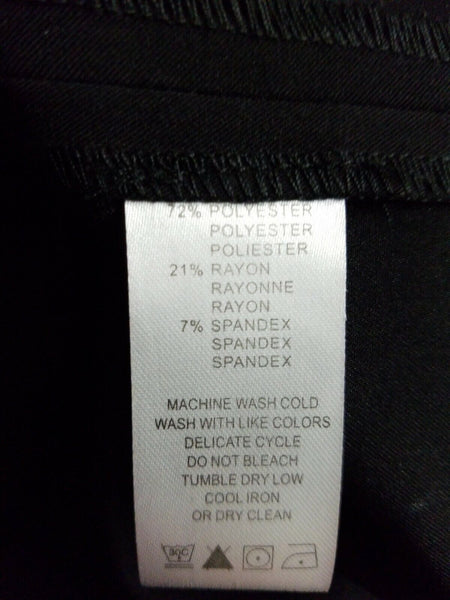 72% POLYESTER
POLYESTER
POLIESTER
21% RAYON
RAYONNE
RAYON
7% SPANDEX
SPANDEX
SPANDEX
MACHINE WASH COLD
WASH WITH LIKE COLORS
DELICATE CYCLE
DO NOT BLEACH
TUMBLE DRY LOW
COOL IRON
OR DRY CLEAN
30C